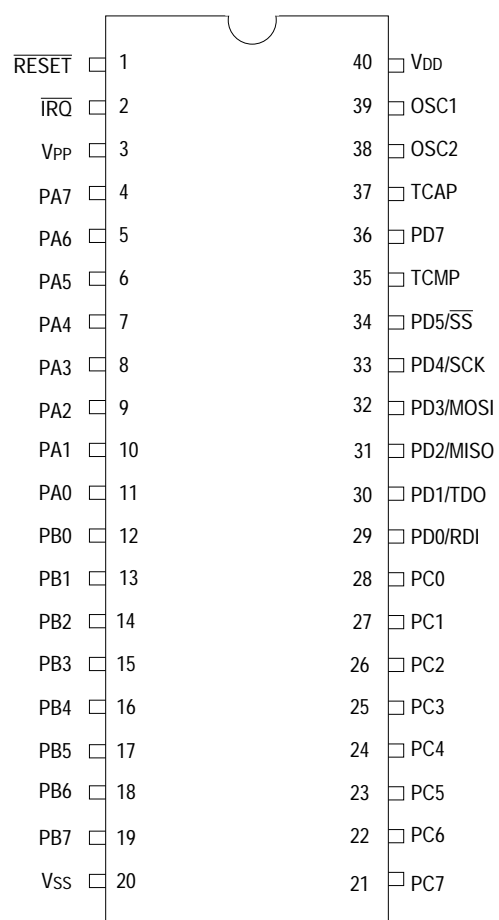 R̅E̅S̅E̅T̅ 1 40 VDD
I̅R̅Q̅ 2 39 OSC1
VPP 3 38 OSC2
PA7 4 37 TCAP
PA6 5 36 PD7
PA5 6 35 TCMP
PA4 7 34 PD5/S̅S̅
PA3 8 33 PD4/SCK
PA2 9 32 PD3/MOSI
PA1 10 31 PD2/MISO
PA0 11 30 PD1/TDO
PB0 12 29 PD0/RDI
PB1 13 28 PC0
PB2 14 27 PC1
PB3 15 26 PC2
PB4 16 25 PC3
PB5 17 24 PC4
PB6 18 23 PC5
PB7 19 22 PC6
VSS 20 21 PC7